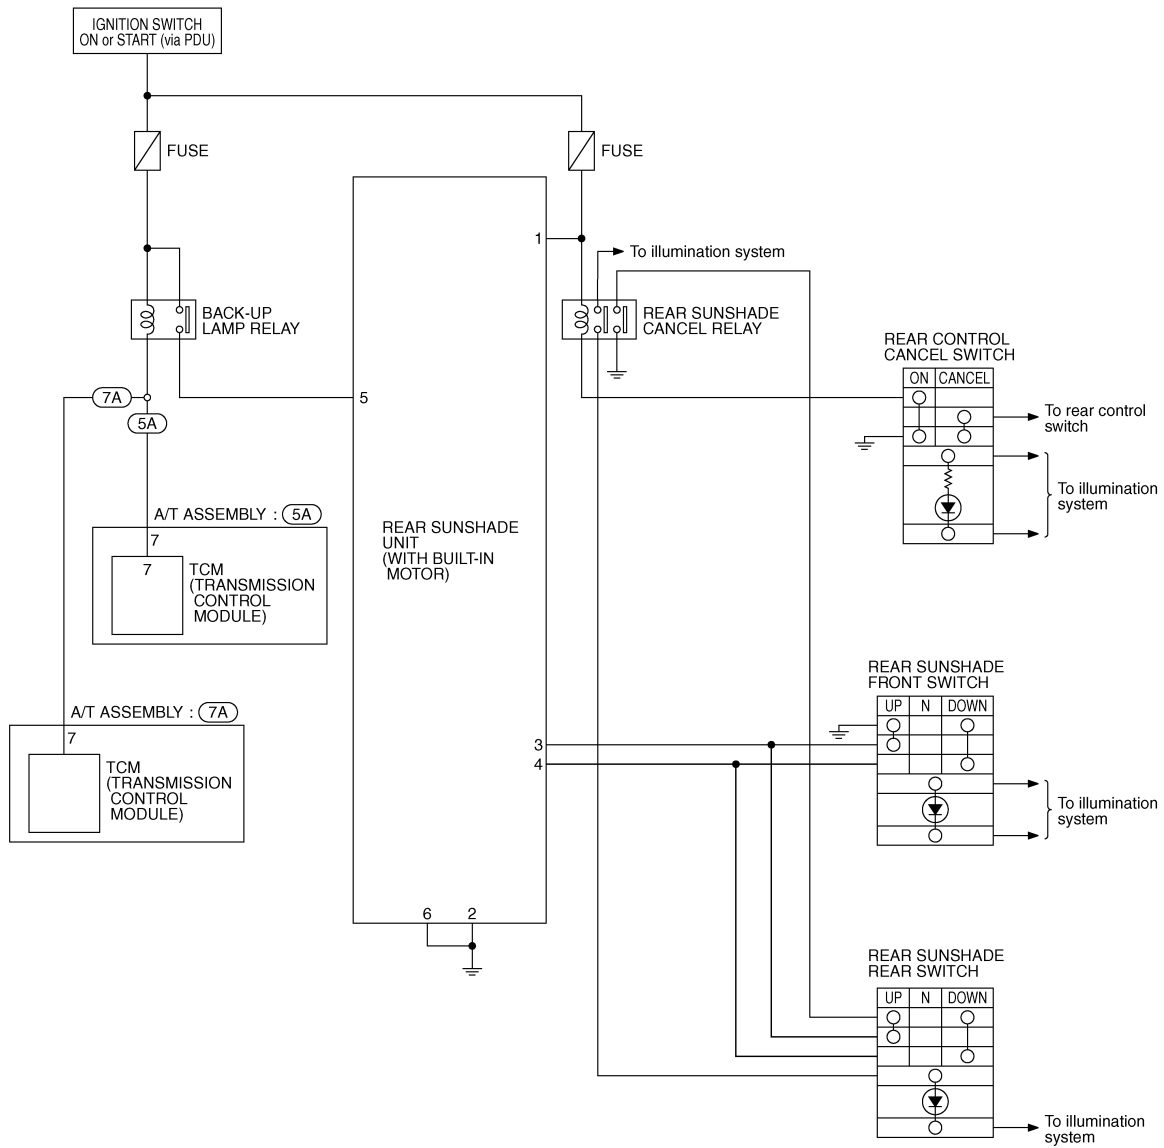 IGNITION SWITCH
ON or START (via PDU)
FUSE
FUSE
1
To illumination system
BACK-UP
LAMP RELAY
REAR SUNSHADE
CANCEL RELAY
REAR CONTROL
CANCEL SWITCH
ON CANCEL
7A
5
5A
To rear control
switch
To illumination
system
A/T ASSEMBLY : 5A
7
7
TCM
(TRANSMISSION
CONTROL
MODULE)
REAR SUNSHADE
UNIT
(WITH BUILT-IN
MOTOR)
REAR SUNSHADE
FRONT SWITCH
UP N DOWN
A/T ASSEMBLY : 7A
7
TCM
(TRANSMISSION
CONTROL
MODULE)
3
4
To illumination
system
6 2
REAR SUNSHADE
REAR SWITCH
UP N DOWN
To illumination
system